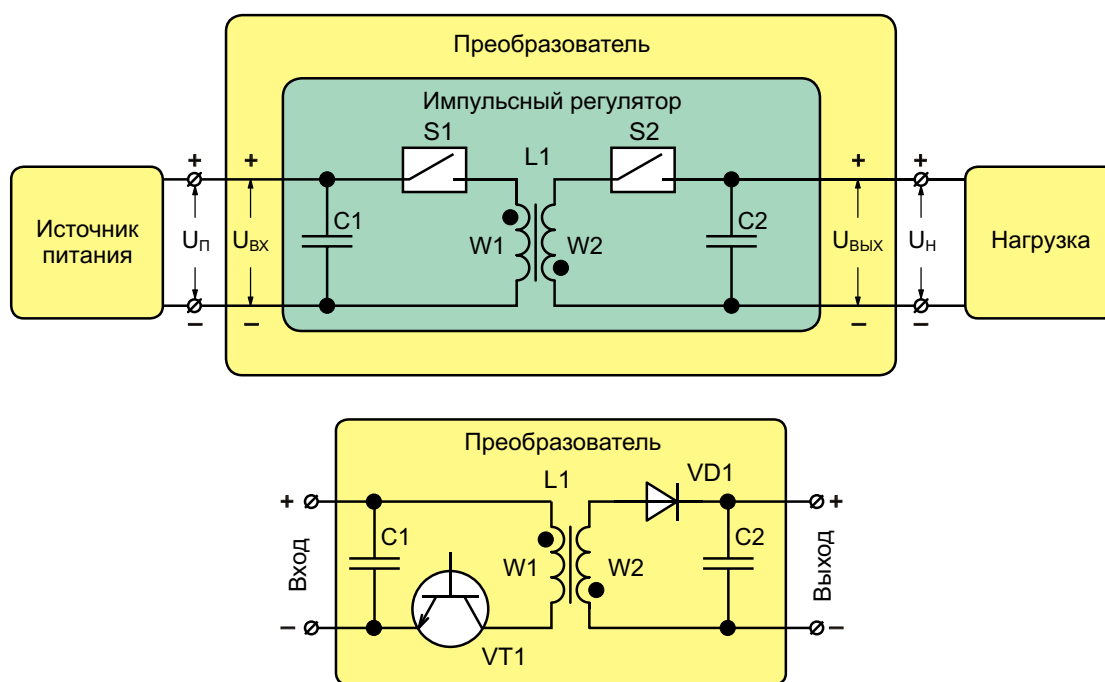 Преобразователь
Импульсный регулятор
S1
S2
L1
+
+
+
+
Источник
питания
UП
UВХ
C1
W1
W2
C2
UВЫХ
UН
Нагрузка
–
–
–
–
Преобразователь
L1
VD1
+
+
Вход
C1
W1
W2
C2
Выход
–
–
VT1